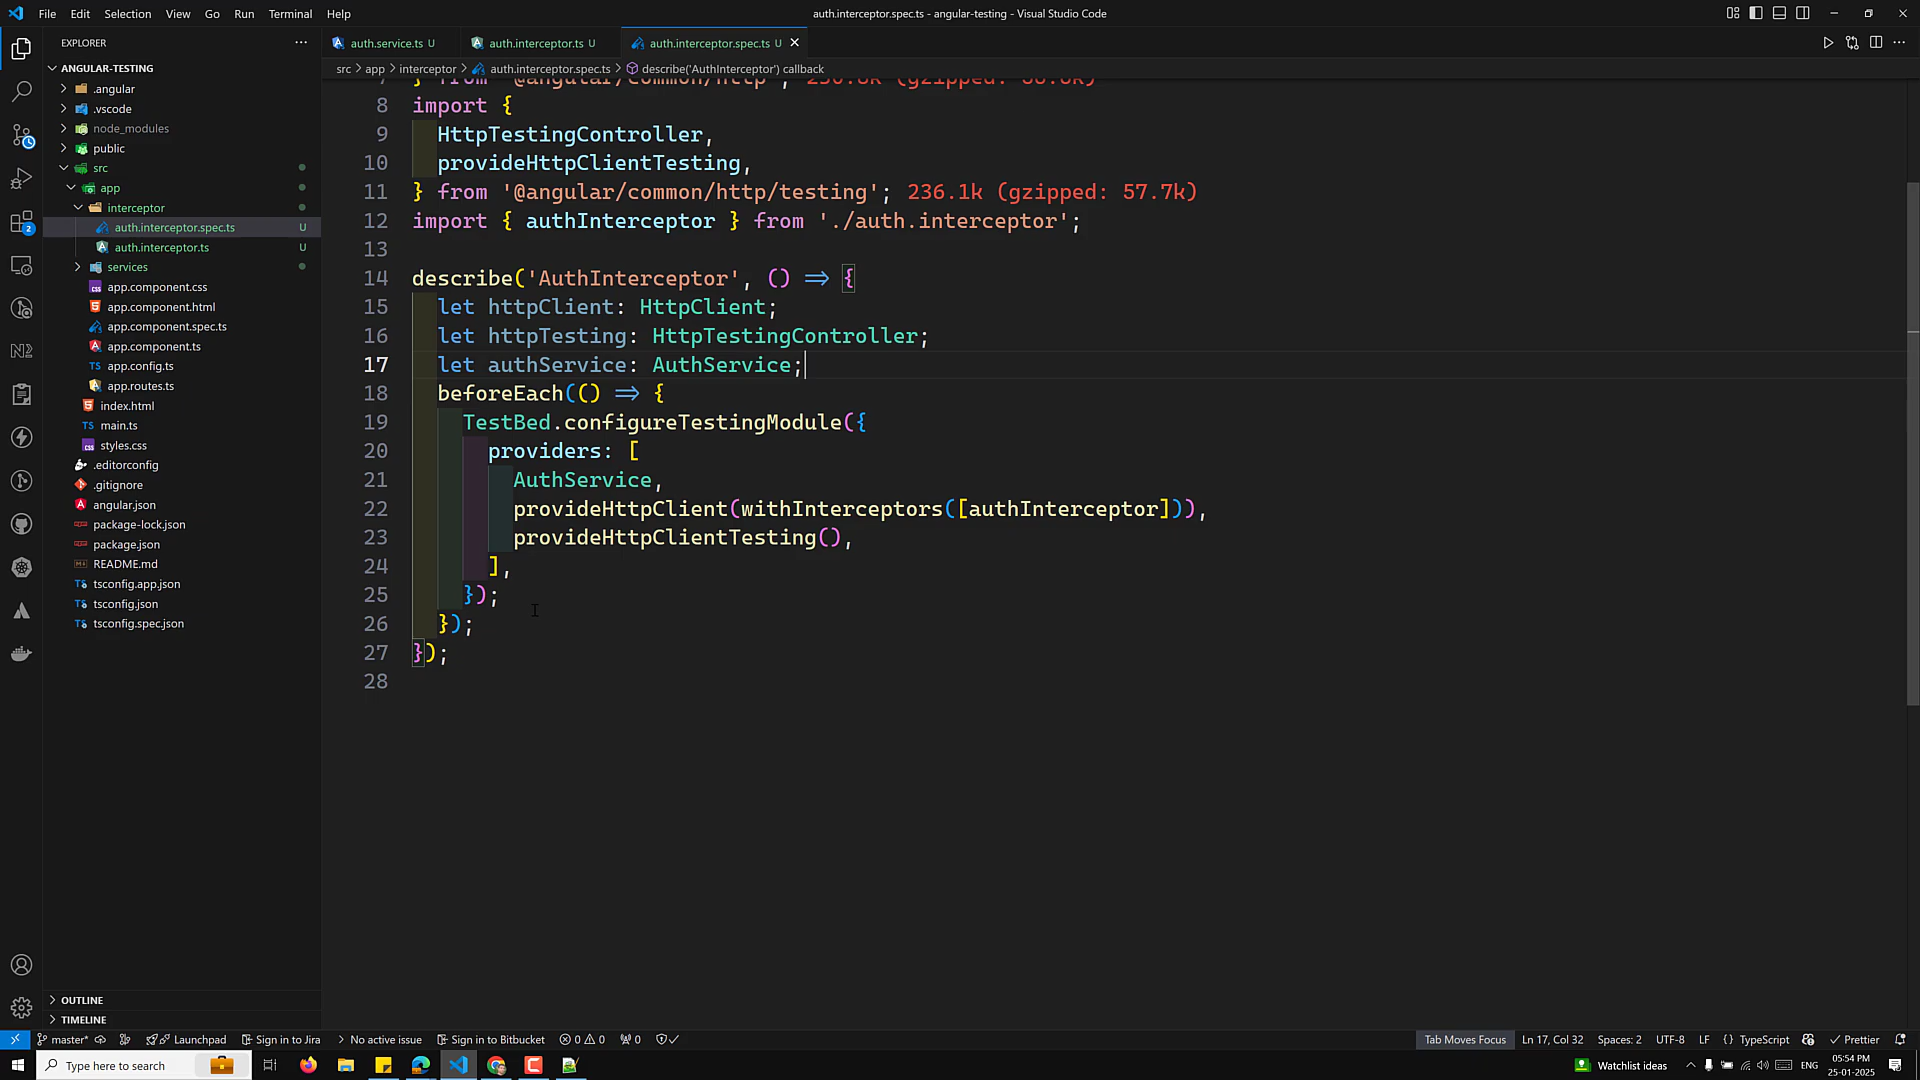 File Edit Selection View Go Run Terminal Help
auth.interceptor.spec.ts - angular-testing - Visual Studio Code
EXPLORER
auth.service.ts U
auth.interceptor.ts U
auth.interceptor.spec.ts U
src > app > interceptor > auth.interceptor.spec.ts > describe('AuthInterceptor') callback
ANGULAR-TESTING
.angular
.vscode
node_modules
public
src
app
interceptor
auth.interceptor.spec.ts U
auth.interceptor.ts U
services
app.component.css
app.component.html
app.component.spec.ts
app.component.ts
app.config.ts
app.routes.ts
index.html
main.ts
styles.css
.editorconfig
.gitignore
angular.json
package-lock.json
package.json
README.md
tsconfig.app.json
tsconfig.json
tsconfig.spec.json
OUTLINE
TIMELINE
8 import {
9 HttpTestingController,
10 provideHttpClientTesting,
11 } from '@angular/common/http/testing'; 236.1k (gzipped: 57.7k)
12 import { authInterceptor } from './auth.interceptor';
13
14 describe('AuthInterceptor', () => {
15 let httpClient: HttpClient;
16 let httpTesting: HttpTestingController;
17 let authService: AuthService;
18 beforeEach(() => {
19 TestBed.configureTestingModule({
20 providers: [
21 AuthService,
22 provideHttpClient(withInterceptors([authInterceptor])),
23 provideHttpClientTesting(),
24 ],
25 });
26 });
27 });
28
master* Launchpad Sign in to Jira No active issue Sign in to Bitbucket 0 0 0
Tab Moves Focus Ln 17, Col 32 Spaces: 2 UTF-8 LF {} TypeScript Prettier
Type here to search
Watchlist ideas
ENG
05:54 PM
25-01-2025